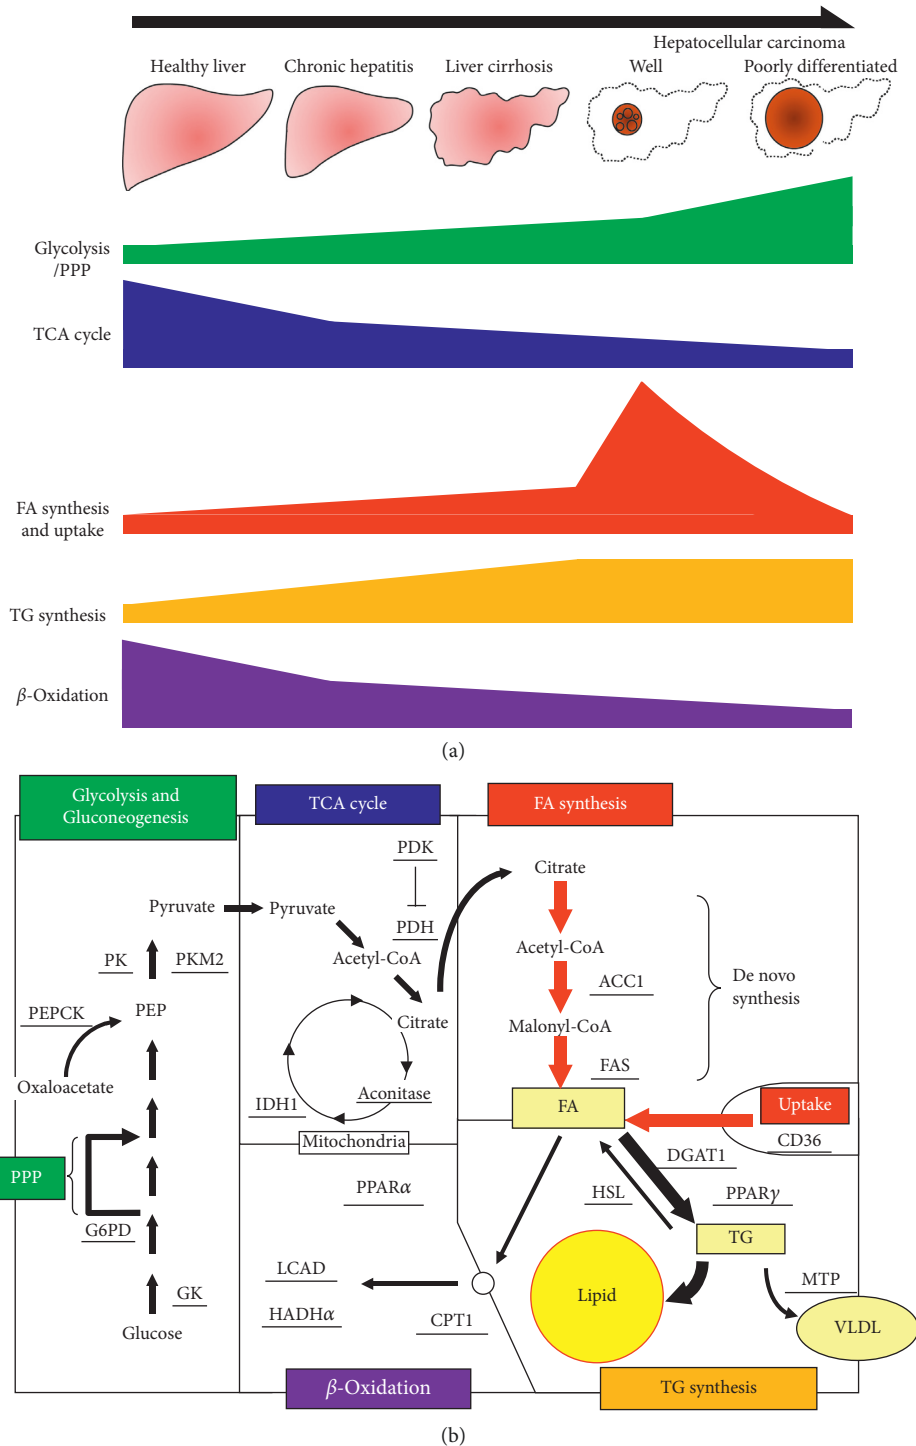 Hepatocellular carcinoma
Healthy liver
Chronic hepatitis
Liver cirrhosis
Well
Poorly differentiated
Glycolysis
/PPP
TCA cycle
FA synthesis
and uptake
TG synthesis
β-Oxidation
(a)
Glycolysis and
Gluconeogenesis
TCA cycle
FA synthesis
PDK
Citrate
Pyruvate
Pyruvate
PDH
Acetyl-CoA
Acetyl-CoA
De novo
synthesis
PK
PKM2
ACC1
PEPCK
PEP
Citrate
Malonyl-CoA
Oxaloacetate
FAS
IDH1
Aconitase
FA
Uptake
Mitochondria
CD36
PPP
DGAT1
PPARα
HSL
PPARγ
G6PD
TG
LCAD
MTP
GK
Lipid
HADHα
CPT1
Glucose
VLDL
β-Oxidation
TG synthesis
(b)